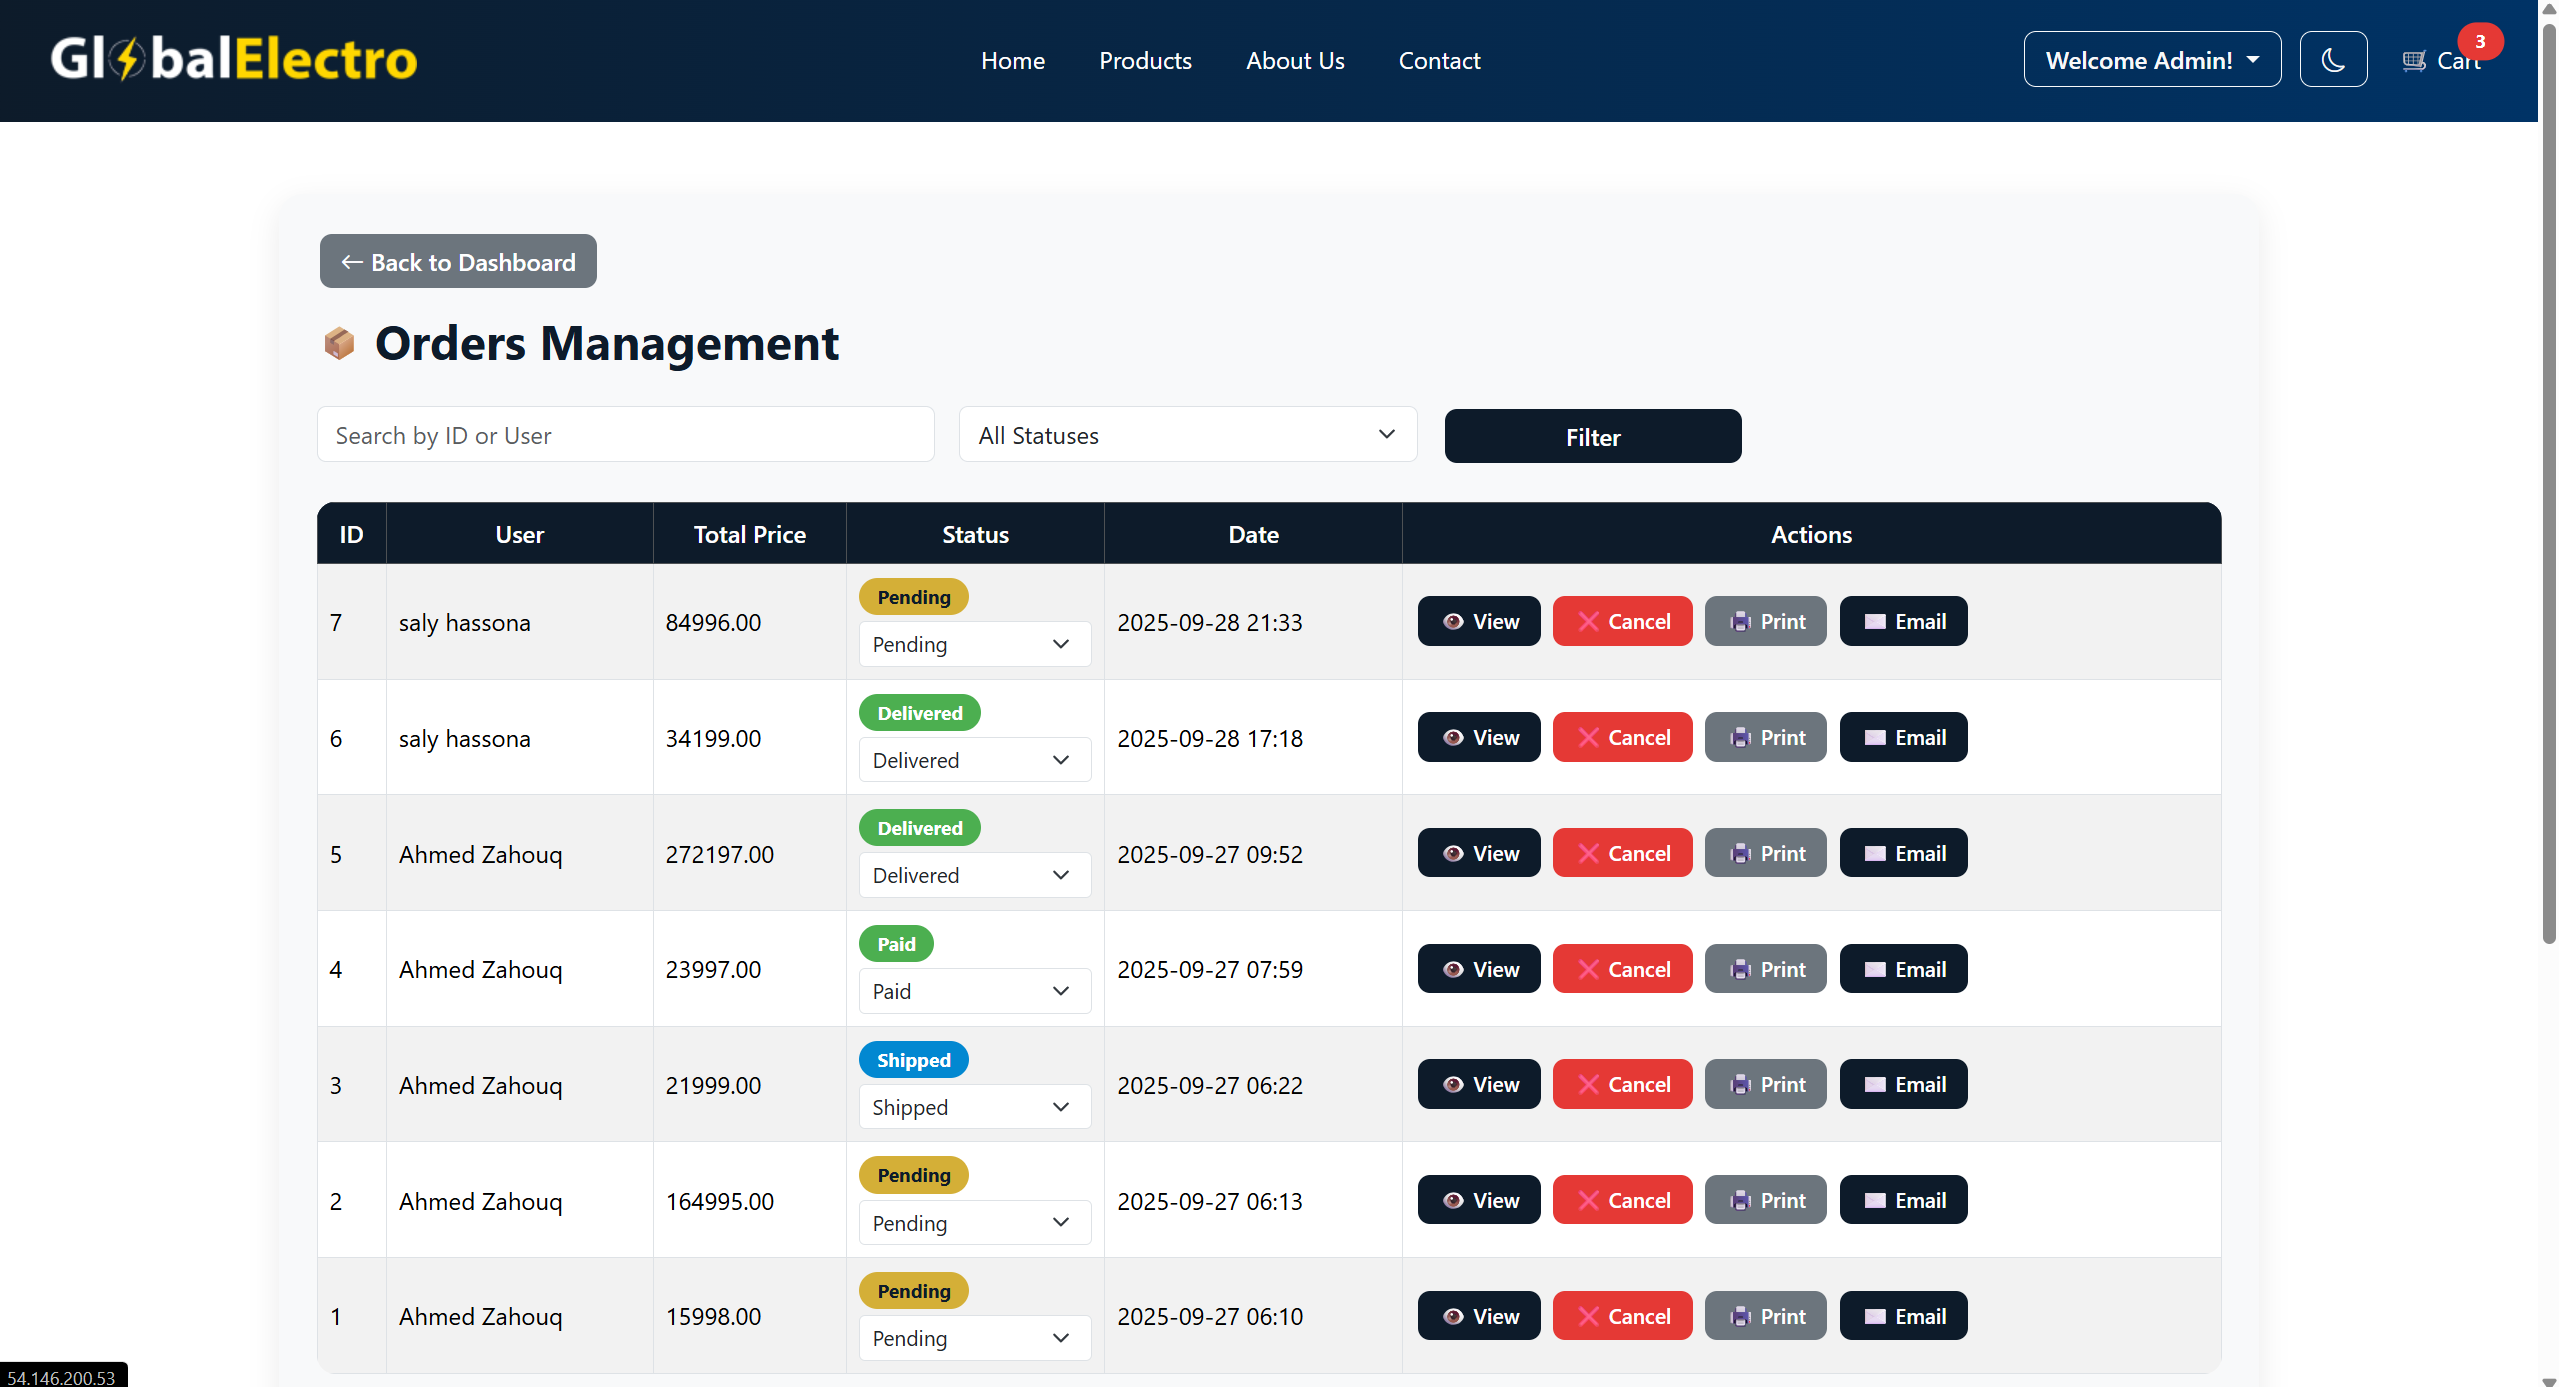 GlobalElectro
Home Products About Us Contact
Welcome Admin! Cart 3
← Back to Dashboard
Orders Management
Search by ID or User All Statuses Filter
ID User Total Price Status Date Actions
7 saly hassona 84996.00 Pending Pending 2025-09-28 21:33 View Cancel Print Email
6 saly hassona 34199.00 Delivered Delivered 2025-09-28 17:18 View Cancel Print Email
5 Ahmed Zahouq 272197.00 Delivered Delivered 2025-09-27 09:52 View Cancel Print Email
4 Ahmed Zahouq 23997.00 Paid Paid 2025-09-27 07:59 View Cancel Print Email
3 Ahmed Zahouq 21999.00 Shipped Shipped 2025-09-27 06:22 View Cancel Print Email
2 Ahmed Zahouq 164995.00 Pending Pending 2025-09-27 06:13 View Cancel Print Email
1 Ahmed Zahouq 15998.00 Pending Pending 2025-09-27 06:10 View Cancel Print Email
54.146.200.53